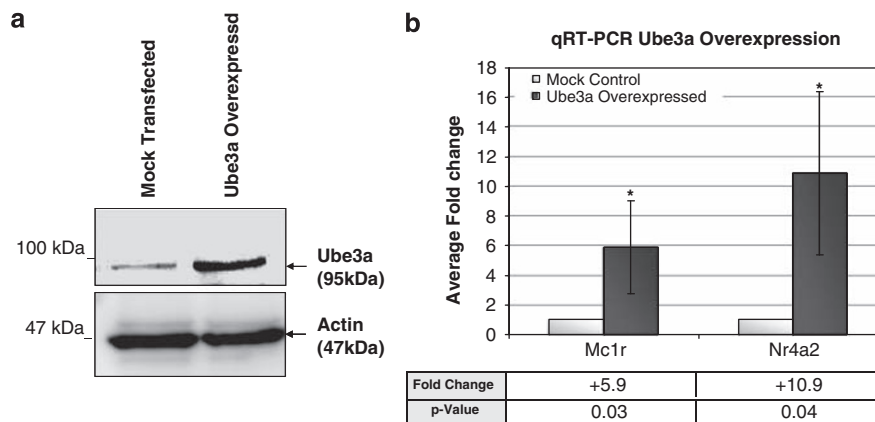 a
Mock Transfected
Ube3a Overexpressd
100 kDa
Ube3a
(95kDa)
47 kDa
Actin
(47kDa)
b
qRT-PCR Ube3a Overexpression
Average Fold change
18
16
14
12
10
8
6
4
2
0
Mock Control
Ube3a Overexpressed
*
*
Mc1r
Nr4a2
Fold Change +5.9 +10.9
p-Value 0.03 0.04